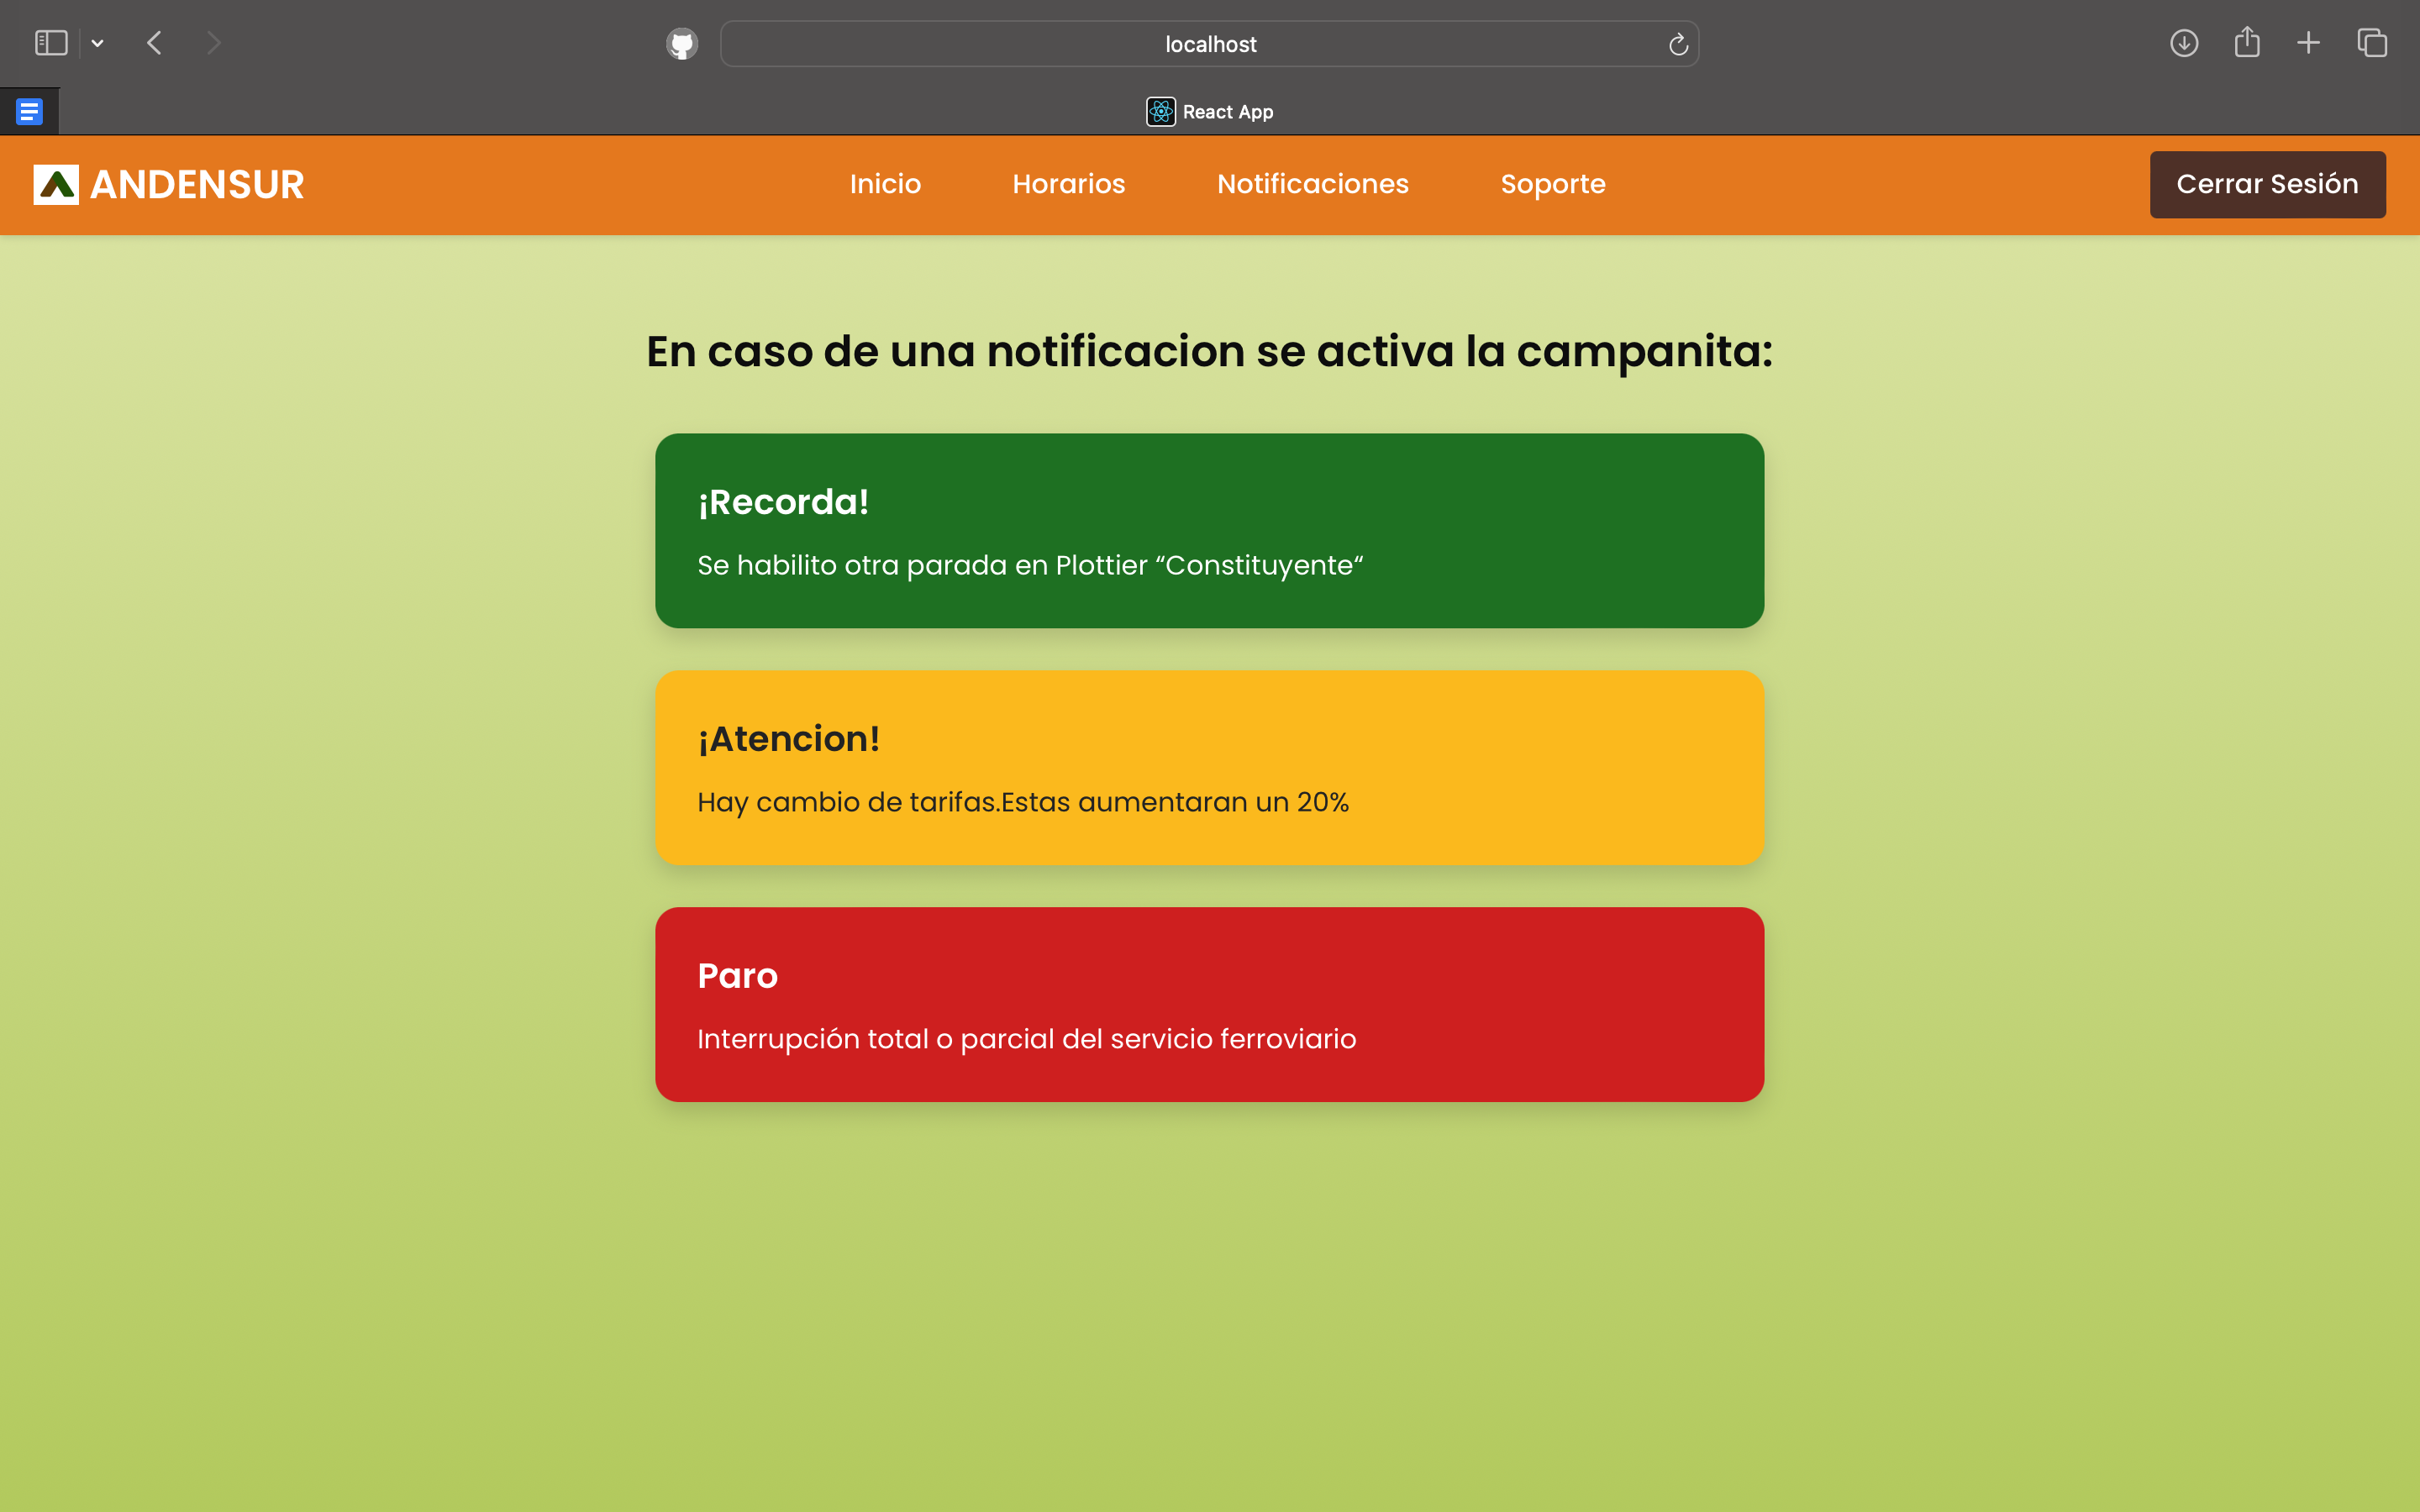 localhost
React App
ANDENSUR
Inicio
Horarios
Notificaciones
Soporte
Cerrar Sesión
En caso de una notificacion se activa la campanita:
¡Recorda!
Se habilito otra parada en Plottier “Constituyente“
¡Atencion!
Hay cambio de tarifas.Estas aumentaran un 20%
Paro
Interrupción total o parcial del servicio ferroviario